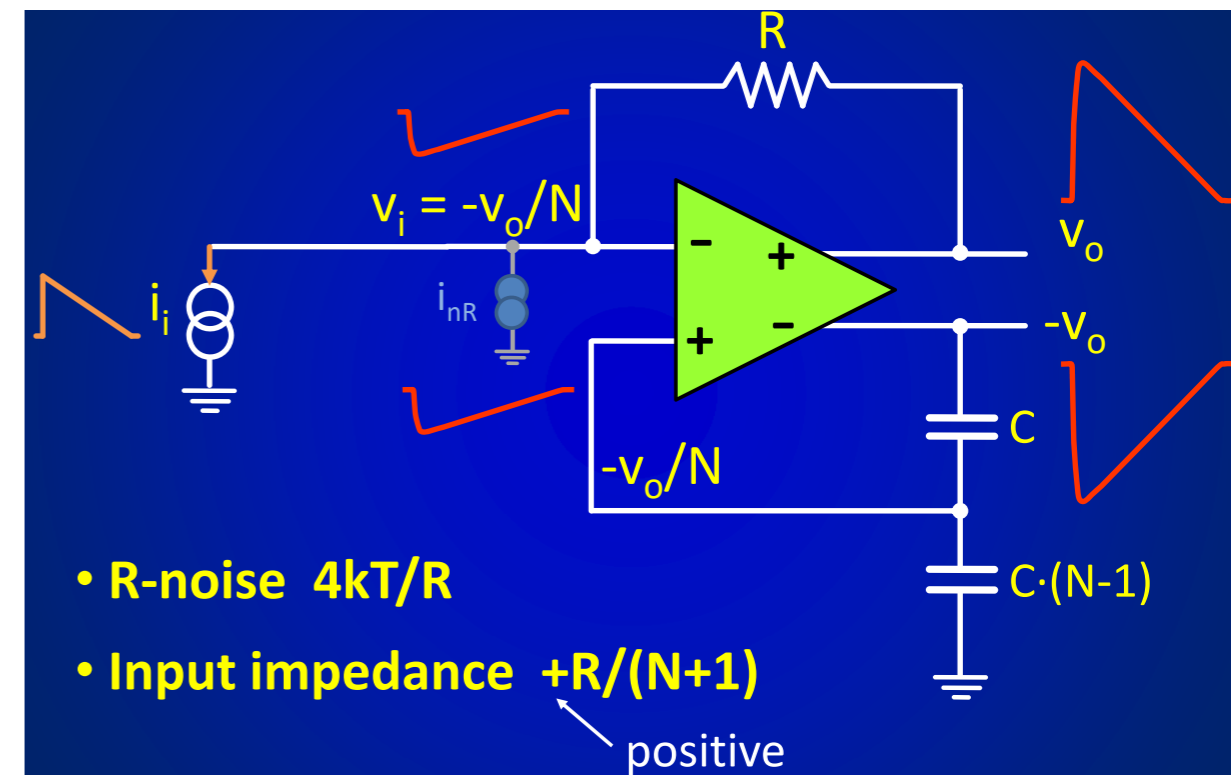 R
vᵢ = -vₒ/N
vₒ
iᵢ
iₙR
-
+
+
-
-vₒ
C
-vₒ/N
C·(N-1)
• R-noise 4kT/R
• Input impedance +R/(N+1)
positive